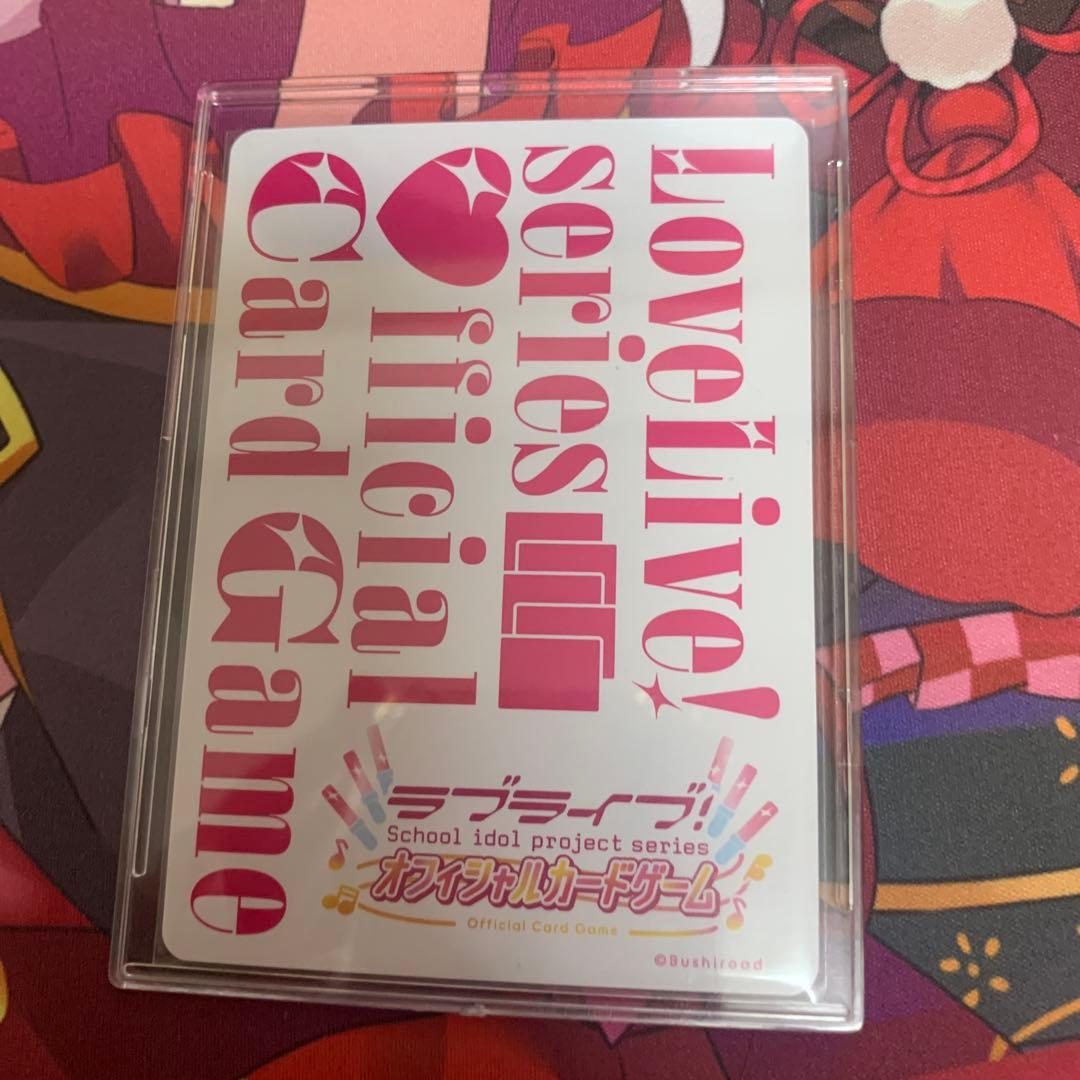 LoveLive!
series
♥fficial
Card Game
ラブライブ!
School idol project series
オフィシャルカードゲーム
Official Card Game
©Bushiroad